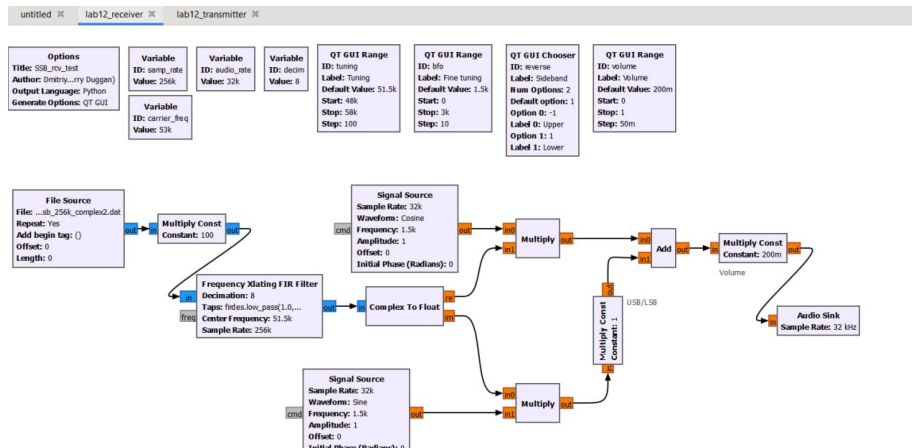 untitled
lab12_receiver
lab12_transmitter
Options
Title: SSB_rcv_test
Author: Dmitriy...rry Duggan)
Output Language: Python
Generate Options: QT GUI
Variable
ID: samp_rate
Value: 256k
Variable
ID: audio_rate
Value: 32k
Variable
ID: decim
Value: 8
QT GUI Range
ID: tuning
Label: Tuning
Default Value: 51.5k
Start: 48k
Stop: 58k
Step: 100
QT GUI Range
ID: bfo
Label: Fine tuning
Default Value: 1.5k
Start: 0
Stop: 3k
Step: 10
QT GUI Chooser
ID: reverse
Label: Sideband
Num Options: 2
Default option: 1
Option 0: -1
Label 0: Upper
Option 1: 1
Label 1: Lower
QT GUI Range
ID: volume
Label: Volume
Default Value: 200m
Start: 0
Stop: 1
Step: 50m
Variable
ID: carrier_freq
Value: 53k
File Source
File: ...sb_256k_complex2.dat
Repeat: Yes
Add begin tag: ()
Offset: 0
Length: 0
out
in
Multiply Const
Constant: 100
out
Signal Source
Sample Rate: 32k
Waveform: Cosine
Frequency: 1.5k
Amplitude: 1
Offset: 0
Initial Phase (Radians): 0
cmd
out
in0
in1
Multiply
out
in0
in1
Add
out
in
Multiply Const
Constant: 200m
out
Volume
in
freq
Frequency Xlating FIR Filter
Decimation: 8
Taps: firdes.low_pass(1.0,...
Center Frequency: 51.5k
Sample Rate: 256k
out
in
Complex To Float
re
im
out
Multiply Const
Constant: 1
in
USB/LSB
in
Audio Sink
Sample Rate: 32 kHz
Signal Source
Sample Rate: 32k
Waveform: Sine
Frequency: 1.5k
Amplitude: 1
Offset: 0
Initial Phase (Radians): 0
cmd
out
in0
in1
Multiply
out